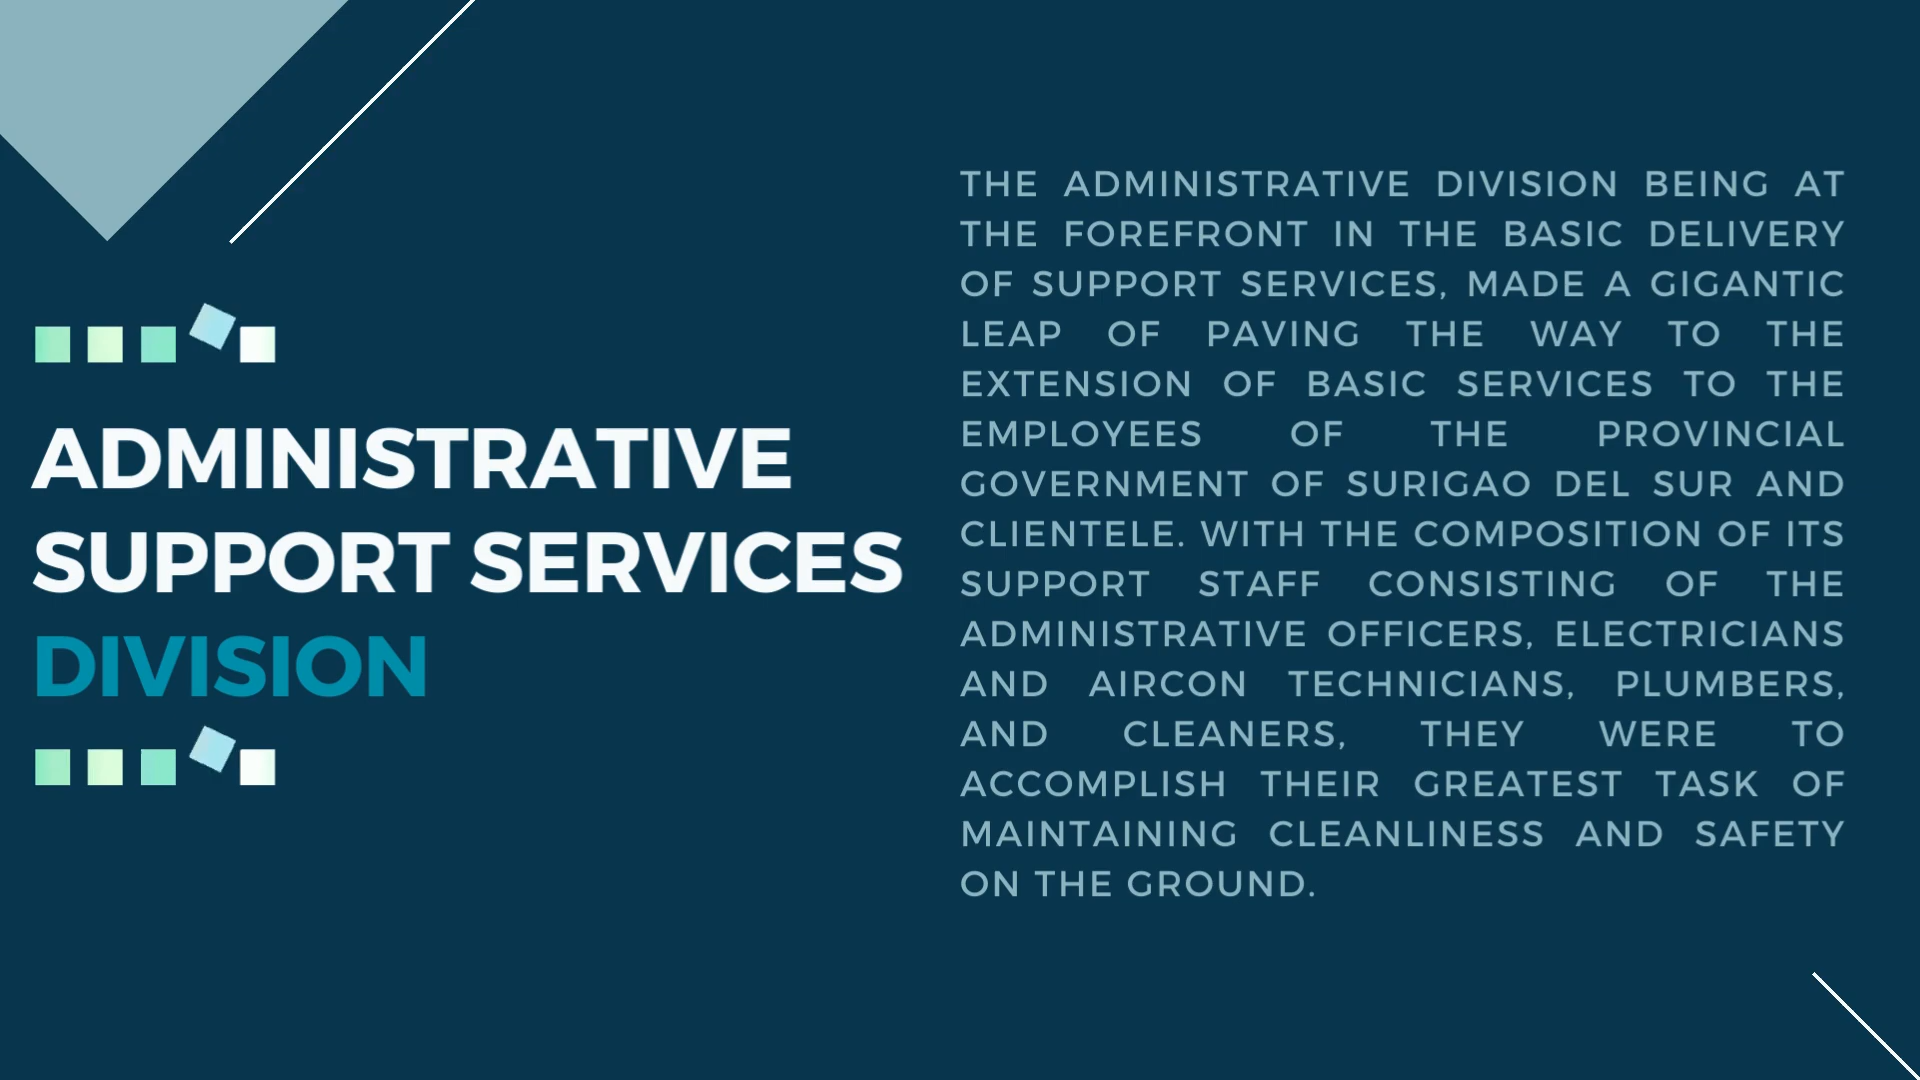 ADMINISTRATIVE
SUPPORT SERVICES
DIVISION
THE ADMINISTRATIVE DIVISION BEING AT
THE FOREFRONT IN THE BASIC DELIVERY
OF SUPPORT SERVICES, MADE A GIGANTIC
LEAP OF PAVING THE WAY TO THE
EXTENSION OF BASIC SERVICES TO THE
EMPLOYEES OF THE PROVINCIAL
GOVERNMENT OF SURIGAO DEL SUR AND
CLIENTELE. WITH THE COMPOSITION OF ITS
SUPPORT STAFF CONSISTING OF THE
ADMINISTRATIVE OFFICERS, ELECTRICIANS
AND AIRCON TECHNICIANS, PLUMBERS,
AND CLEANERS, THEY WERE TO
ACCOMPLISH THEIR GREATEST TASK OF
MAINTAINING CLEANLINESS AND SAFETY
ON THE GROUND.